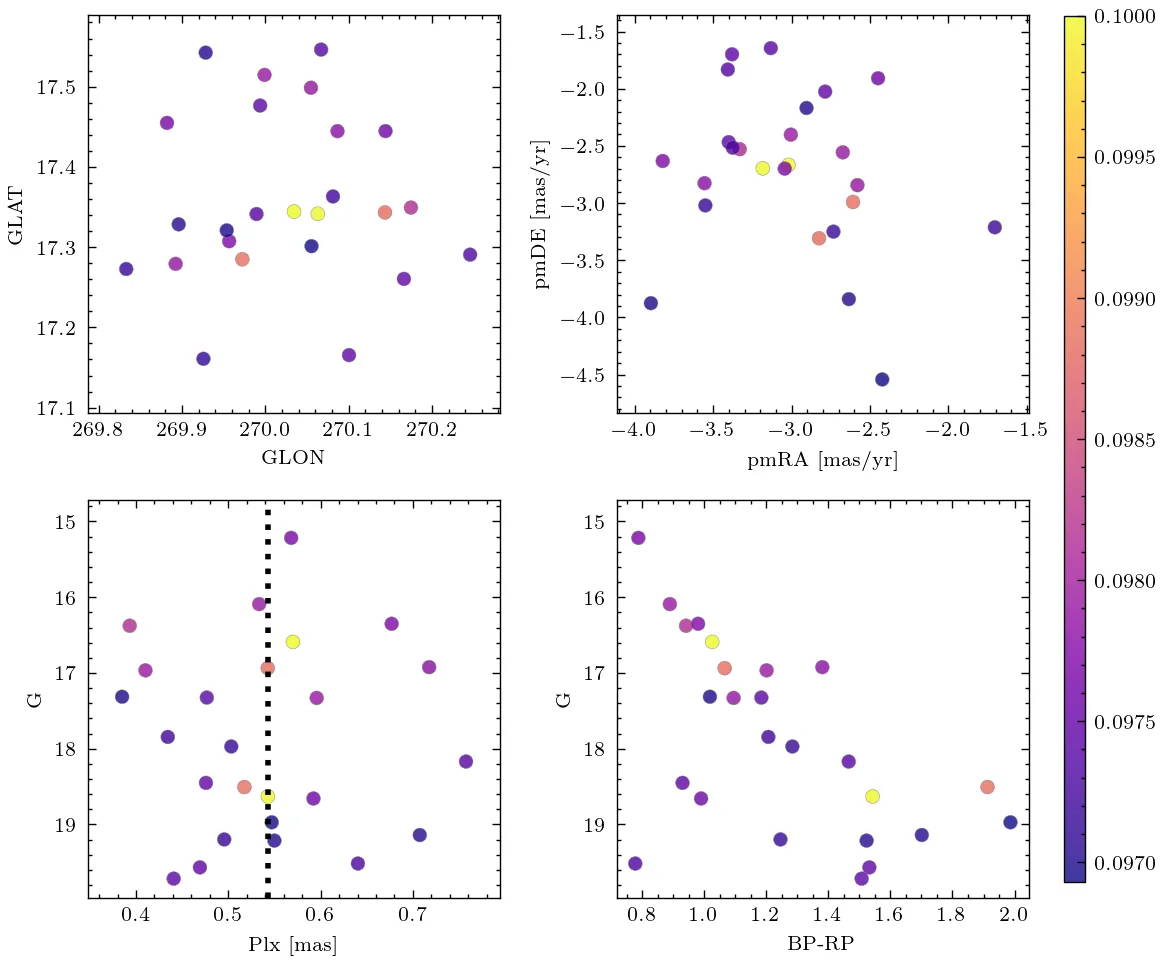 17.5
17.4
17.3
17.2
17.1
GLAT
269.8 269.9 270.0 270.1 270.2
GLON
−1.5
−2.0
−2.5
−3.0
−3.5
−4.0
−4.5
pmDE [mas/yr]
−4.0 −3.5 −3.0 −2.5 −2.0 −1.5
pmRA [mas/yr]
15
16
17
18
19
G
0.4 0.5 0.6 0.7
Plx [mas]
15
16
17
18
19
G
0.8 1.0 1.2 1.4 1.6 1.8 2.0
BP-RP
0.1000
0.0995
0.0990
0.0985
0.0980
0.0975
0.0970